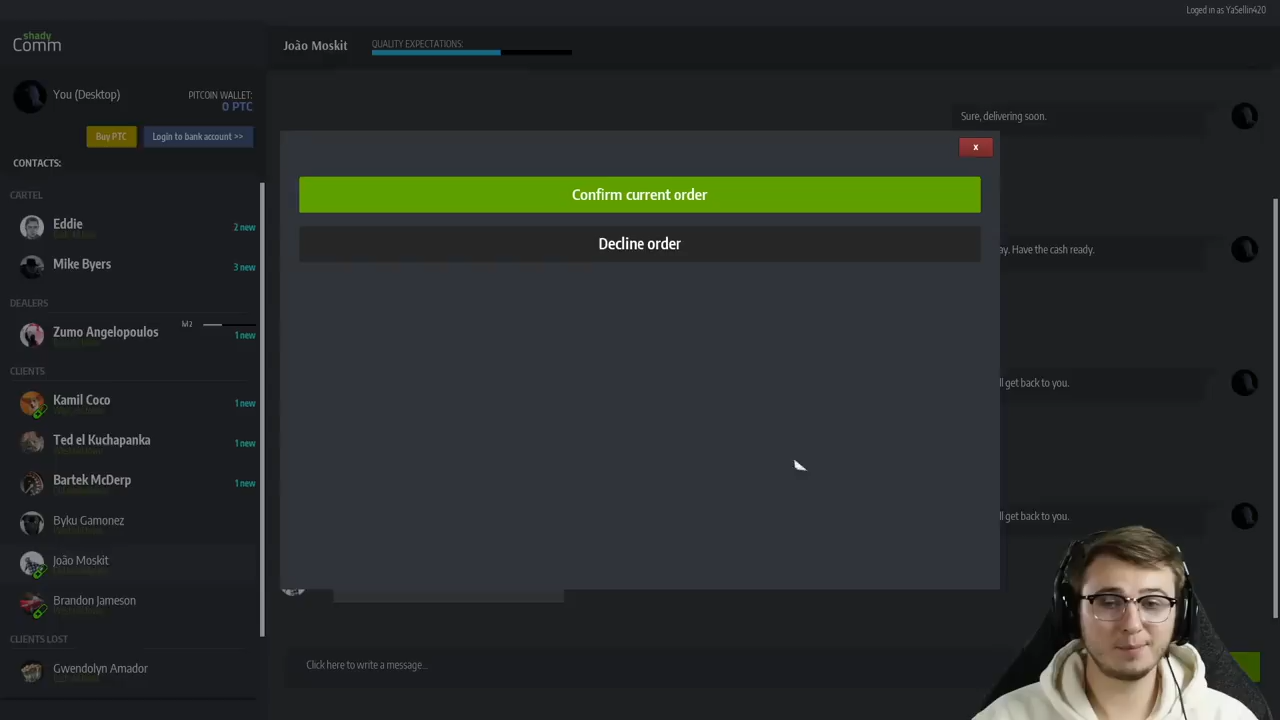 Loged in as YaSellin420
shady
Comm
João Moskit
QUALITY EXPECTATIONS:
You (Desktop)
PITCOIN WALLET:
0 PTC
Buy PTC
Login to bank account >>
Sure, delivering soon.
CONTACTS:
x
Confirm current order
Decline order
CARTEL
Eddie
2 new
ay. Have the cash ready.
Mike Byers
3 new
DEALERS
Zumo Angelopoulos
lvl 2
1 new
CLIENTS
ll get back to you.
Kamil Coco
1 new
Ted el Kuchapanka
1 new
Bartek McDerp
1 new
Byku Gamonez
ll get back to you.
João Moskit
Brandon Jameson
CLIENTS LOST
Gwendolyn Amador
Click here to write a message...